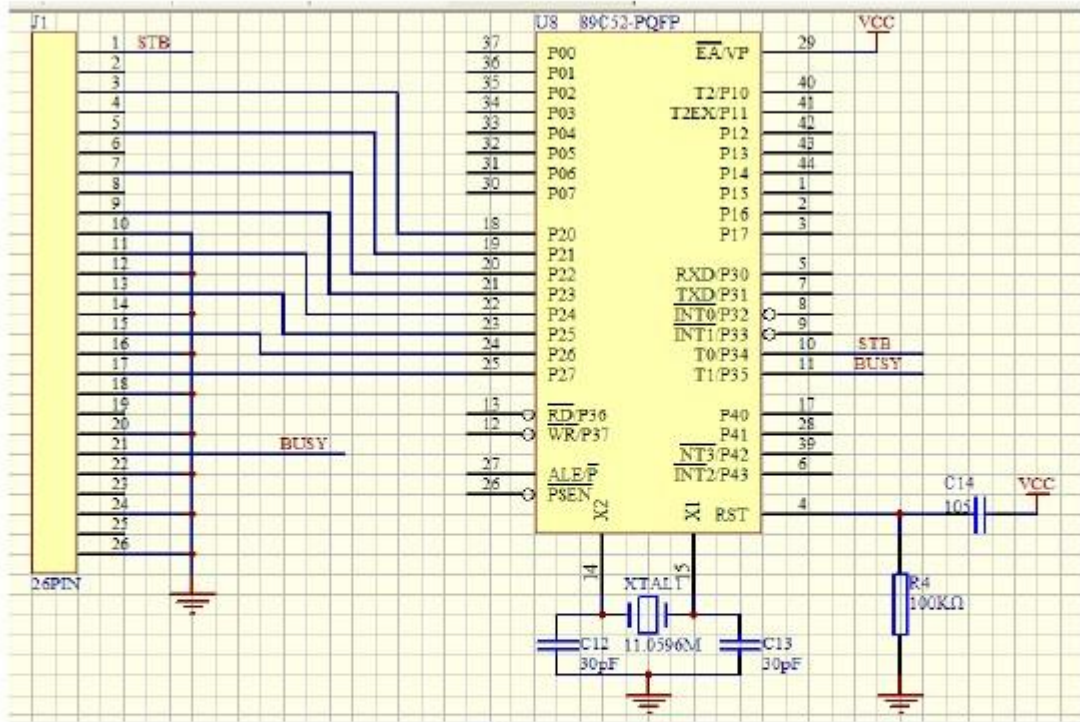 J1
1 STB
2
3
4
5
6
7
8
9
10
11
12
13
14
15
16
17
18
19
20
21 BUSY
22
23
24
25
26
26PIN
U8 89C52-PQFP
37 P00
36 P01
35 P02
34 P03
33 P04
32 P05
31 P06
30 P07
18 P20
19 P21
20 P22
21 P23
22 P24
23 P25
24 P26
25 P27
13 RD/P36
12 WR/P37
27 ALE/P
26 PSEN
EA/VP 29 VCC
T2/P10 40
T2EX/P11 41
P12 42
P13 43
P14 44
P15 1
P16 2
P17 3
RXD/P30 5
TXD/P31 7
INT0/P32 8
INT1/P33 9
T0/P34 10 STB
T1/P35 11 BUSY
P40 17
P41 28
NT3/P42 39
INT2/P43 6
RST 4
X2 X1
14 15
XTAL1
11.0596M
C12
30pF
C13
30pF
C14
105
VCC
R4
100KΩ